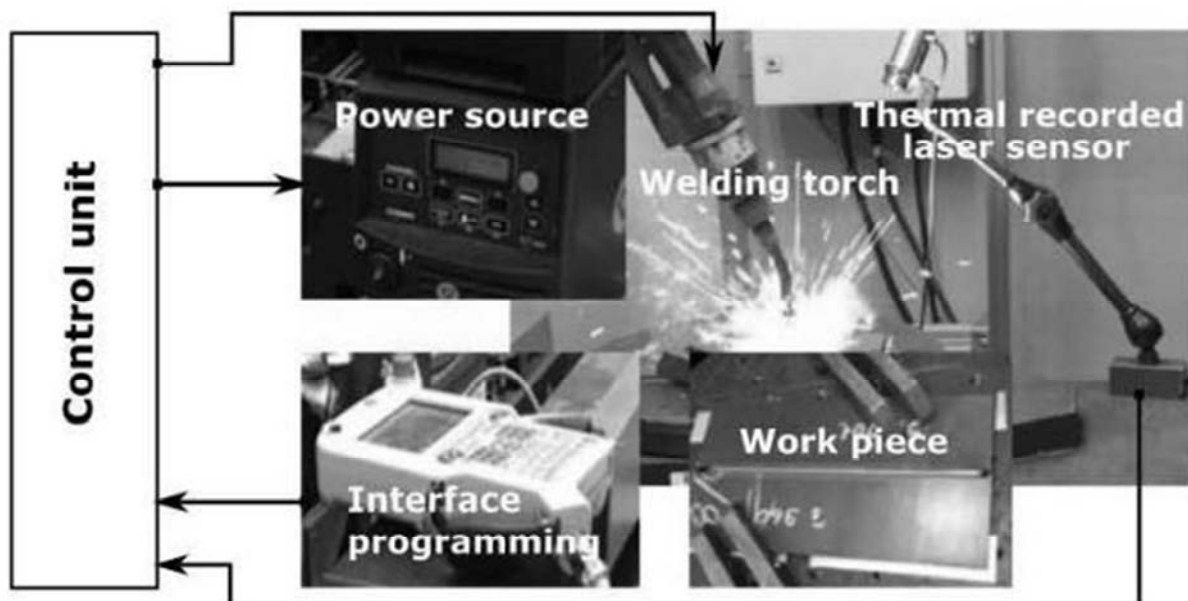 Control unit
Power source
Thermal recorded
laser sensor
Welding torch
Interface
programming
Work piece